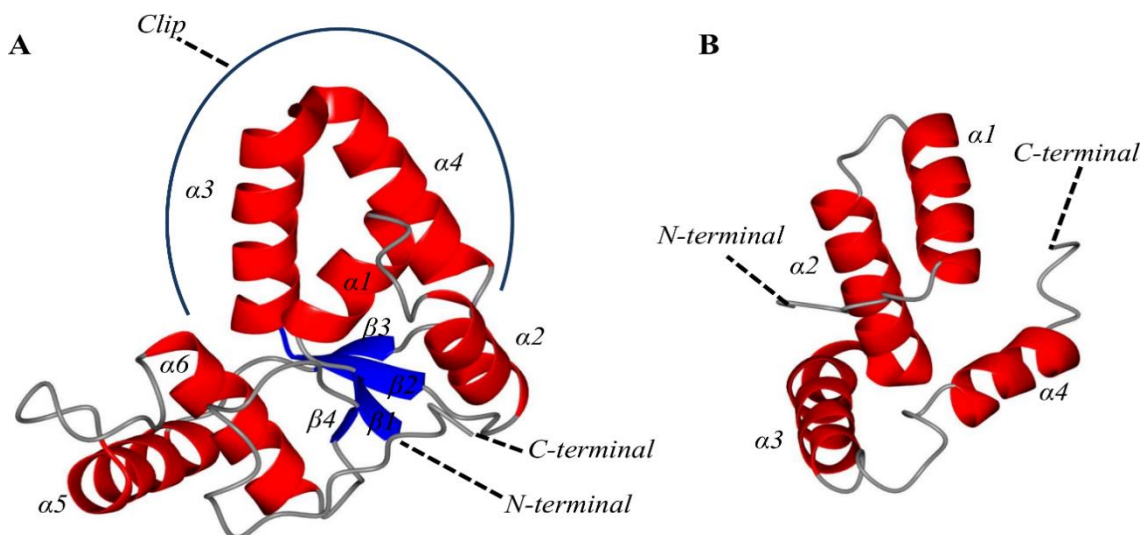 A
Clip
α3
α4
α1
β3
α2
α6
β2
β4
β1
α5
C-terminal
N-terminal
B
α1
C-terminal
N-terminal
α2
α4
α3